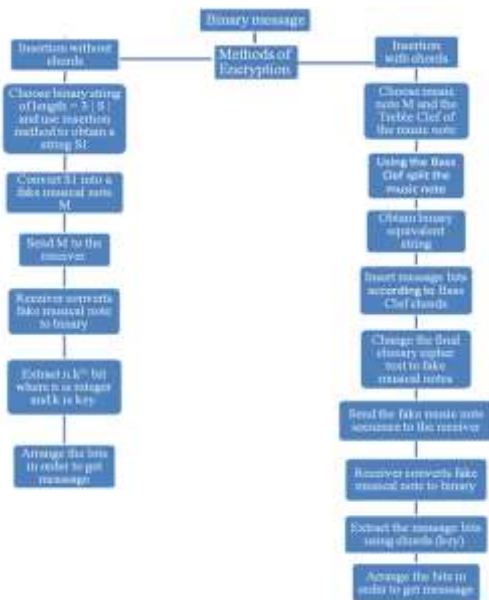 Binary message
Methods of
Encryption
Insertion without
chords
Choose binary string
of length = 3 | S |
and use insertion
method to obtain a
string S1
Convert S1 into a
fake musical note
M
Send M to the
receiver
Receiver converts
fake musical note
to binary
Extract n.kth bit
where n is integer
and k is key
Arrange the bits
in order to get
message
Insertion
with chords
Choose music
note M and the
Treble Clef of
the music note
Using the Bass
Clef split the
music note
Obtain binary
equivalent
string
Insert message bits
according to Bass
Clef chords
Change the final
binary cipher
text to fake
musical notes
Send the fake music note
sequence to the receiver
Receiver converts fake
musical note to binary
Extract the message bits
using chords (key)
Arrange the bits in
order to get message